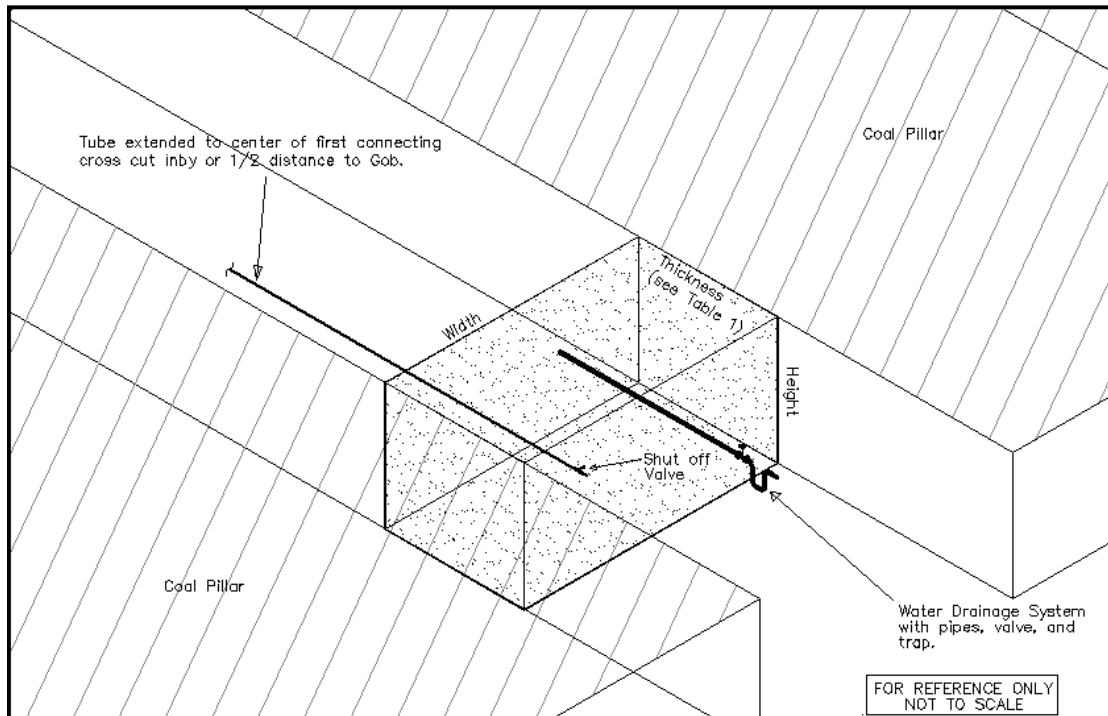 Coal Pillar
Tube extended to center of first connecting
cross cut inby or 1/2 distance to Gob.
Thickness
(see Table 1)
Width
Height
Shut off
Valve
Coal Pillar
Water Drainage System
with pipes, valve, and
trap.
FOR REFERENCE ONLY
NOT TO SCALE